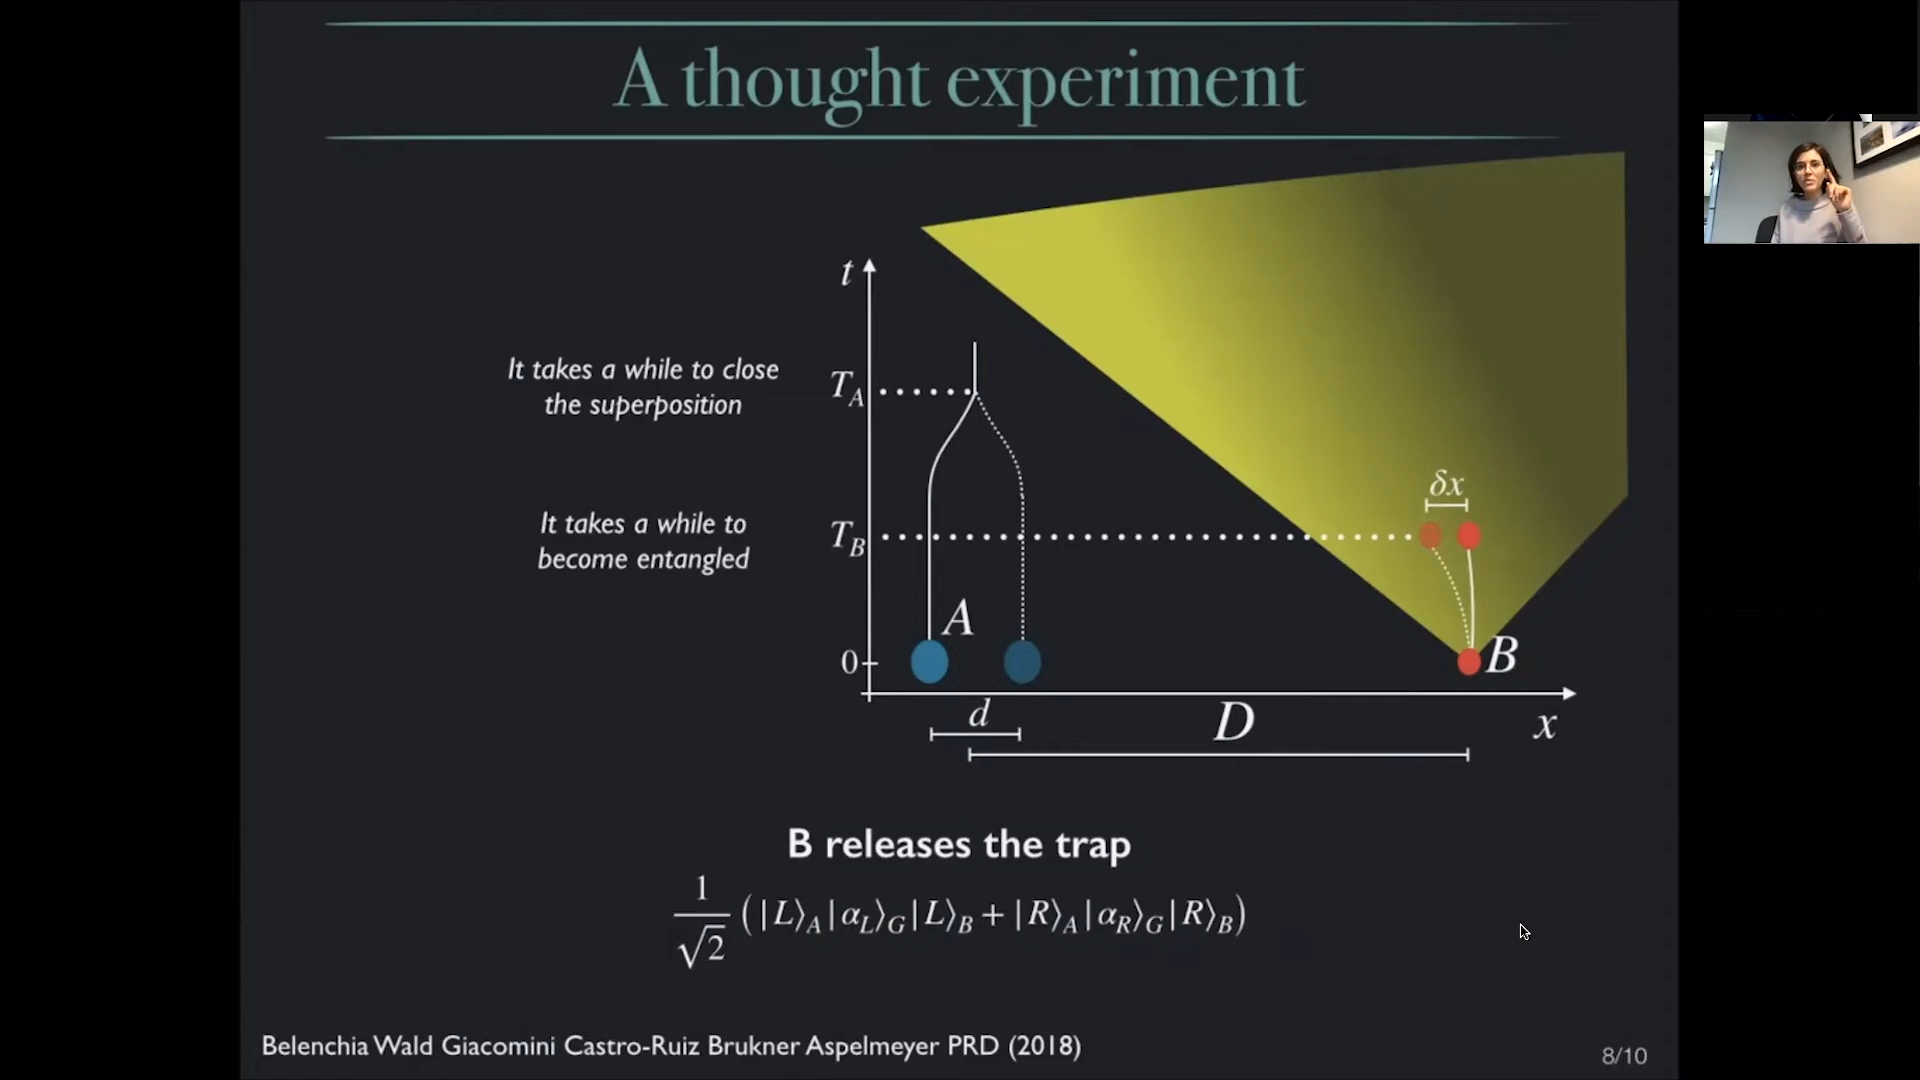 A thought experiment
t
It takes a while to close
the superposition
T_A
δx
It takes a while to
become entangled
T_B
A
0
B
d
D
x
B releases the trap
1/√2 (|L⟩_A|α_L⟩_G|L⟩_B + |R⟩_A|α_R⟩_G|R⟩_B)
Belenchia Wald Giacomini Castro-Ruiz Brukner Aspelmeyer PRD (2018)
8/10